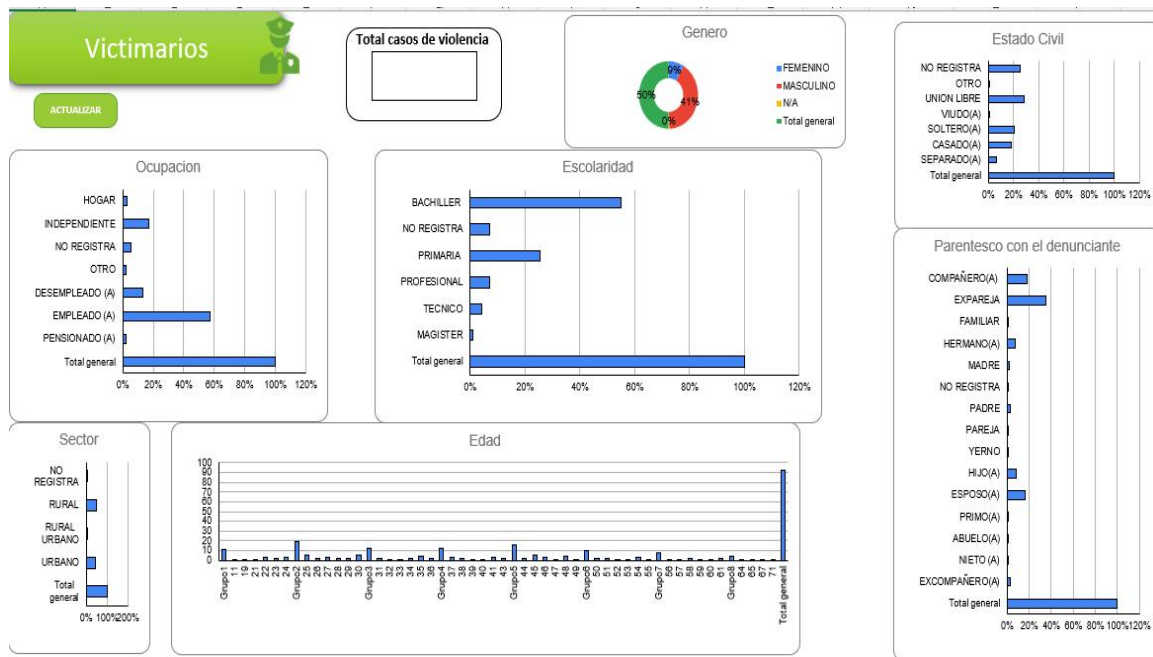 Victimarios
ACTUALIZAR
Total casos de violencia
Genero
9%
41%
0%
50%
FEMENINO
MASCULINO
N/A
Total general
Estado Civil
NO REGISTRA
OTRO
UNION LIBRE
VIUDO(A)
SOLTERO(A)
CASADO(A)
SEPARADO(A)
Total general
0% 20% 40% 60% 80% 100% 120%
Ocupacion
HOGAR
INDEPENDIENTE
NO REGISTRA
OTRO
DESEMPLEADO (A)
EMPLEADO (A)
PENSIONADO (A)
Total general
0% 20% 40% 60% 80% 100% 120%
Escolaridad
BACHILLER
NO REGISTRA
PRIMARIA
PROFESIONAL
TECNICO
MAGISTER
Total general
0% 20% 40% 60% 80% 100% 120%
Parentesco con el denunciante
COMPAÑERO(A)
EXPAREJA
FAMILIAR
HERMANO(A)
MADRE
NO REGISTRA
PADRE
PAREJA
YERNO
HIJO(A)
ESPOSO(A)
PRIMO(A)
ABUELO(A)
NIETO (A)
EXCOMPAÑERO(A)
Total general
0% 20% 40% 60% 80% 100% 120%
Sector
NO
REGISTRA
RURAL
RURAL
URBANO
URBANO
Total
general
0% 100%200%
Edad
100
90
80
70
60
50
40
30
20
10
0
Grupo1 11 19 21 22 23 24 Grupo2 25 26 27 28 29 30 Grupo3 31 32 33 34 35 36 Grupo4 37 38 39 40 41 42 Grupo5 44 45 46 47 48 49 Grupo6 50 52 52 53 54 55 Grupo7 56 57 58 59 60 61 Grupo8 64 65 67 71 Total general